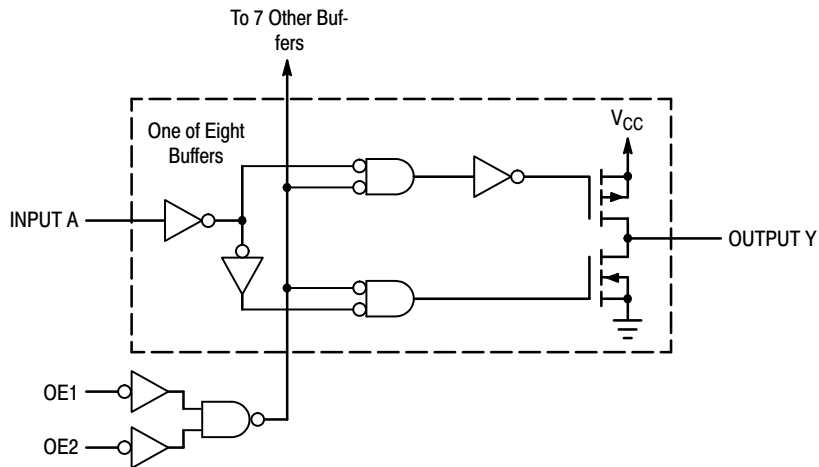 To 7 Other Buf-
fers
One of Eight
Buffers
VCC
INPUT A
OUTPUT Y
OE1
OE2